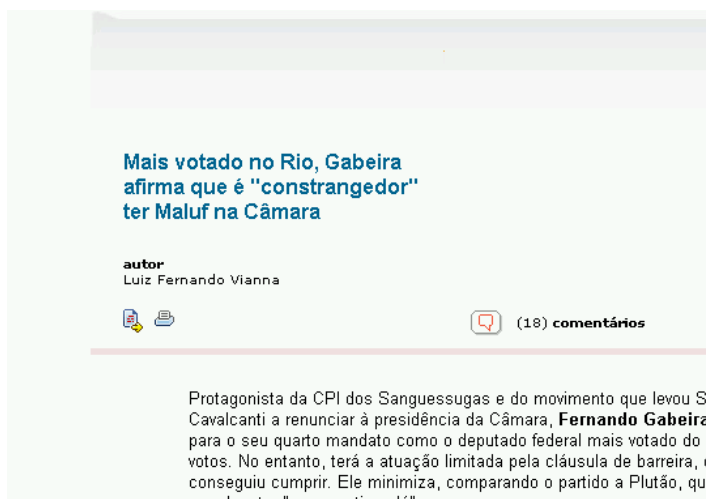 Mais votado no Rio, Gabeira
afirma que é "constrangedor"
ter Maluf na Câmara
autor
Luiz Fernando Vianna
(18) comentários
Protagonista da CPI dos Sanguessugas e do movimento que levou S
Cavalcanti a renunciar à presidência da Câmara, Fernando Gabeira
para o seu quarto mandato como o deputado federal mais votado do
votos. No entanto, terá a atuação limitada pela cláusula de barreira,
conseguiu cumprir. Ele minimiza, comparando o partido a Plutão, qu